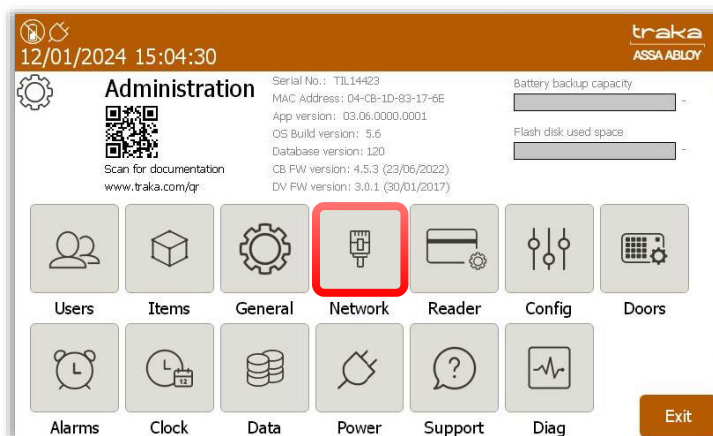 traka
12/01/2024 15:04:30
ASSA ABLOY
Administration
Scan for documentation
www.traka.com/qr
Serial No.: TIL14423
MAC Address: 04-CB-1D-83-17-6E
App version: 03.06.0000.0001
OS Build version: 5.6
Database version: 120
CB FW version: 4.5.3 (23/06/2022)
DV FW version: 3.0.1 (30/01/2017)
Battery backup capacity
-
Flash disk used space
-
Users
Items
General
Network
Reader
Config
Doors
L
L
12
?
Alarms
Clock
Data
Power
Support
Diag
Exit